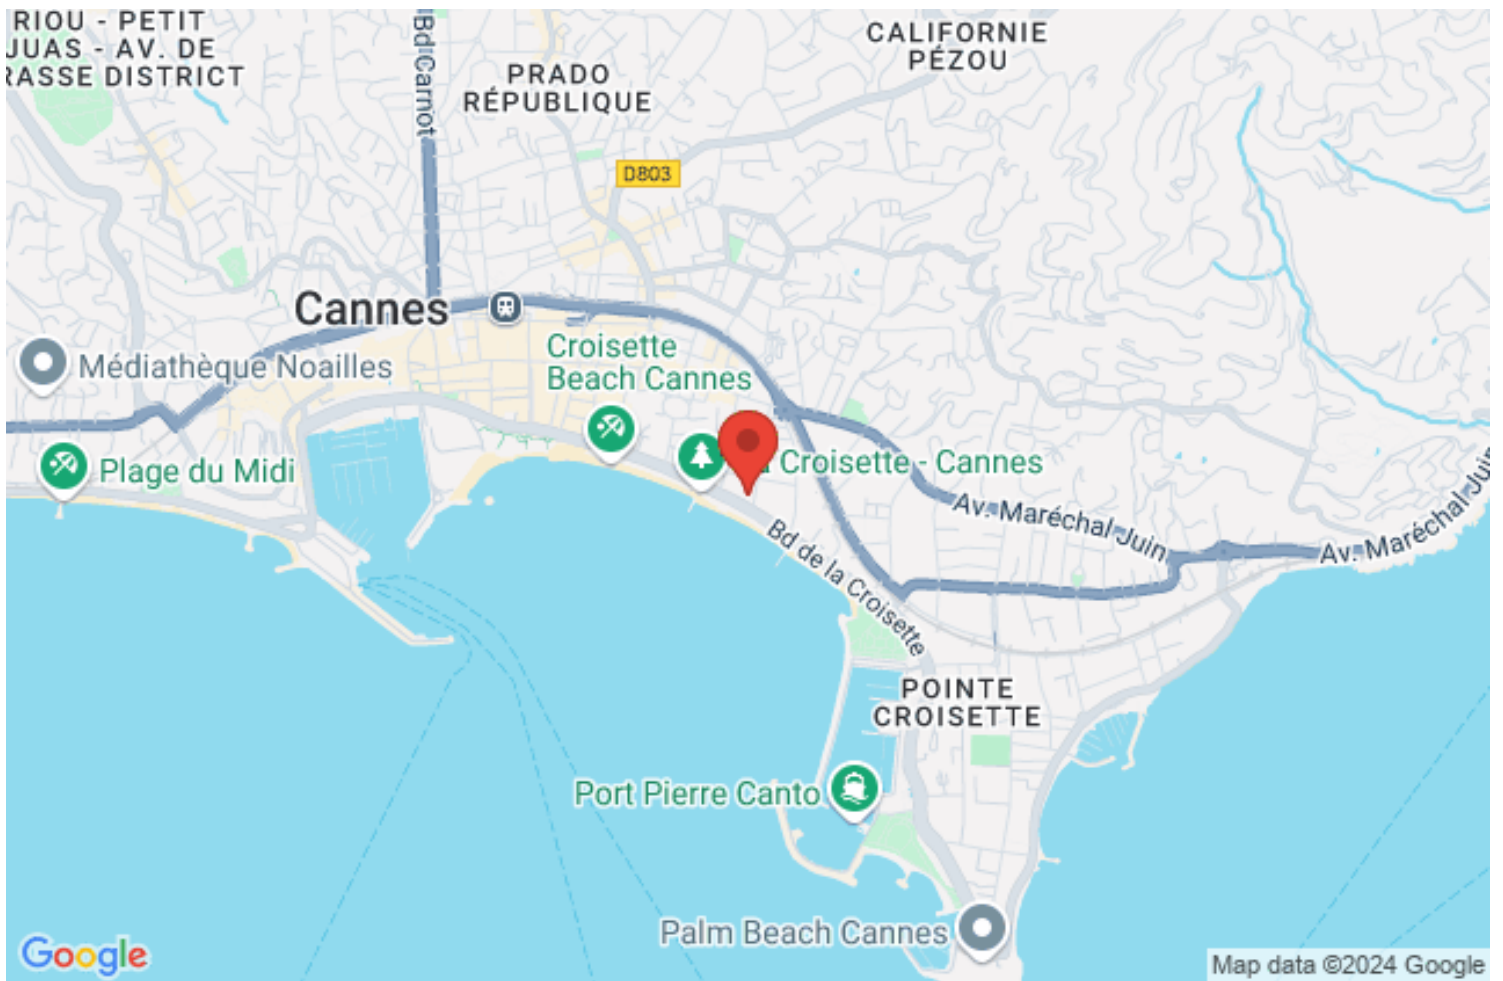 RIOU - PETIT
JUAS - AV. DE
RASSE DISTRICT
Bd Carnot
PRADO
RÉPUBLIQUE
CALIFORNIE
PÉZOU
D803
Cannes
Croisette
Beach Cannes
Médiathèque Noailles
Plage du Midi
a Croisette - Cannes
Av. Maréchal Juin
Av. Maréchal Juin
Bd de la Croisette
POINTE
CROISETTE
Port Pierre Canto
Palm Beach Cannes
Google
Map data ©2024 Google